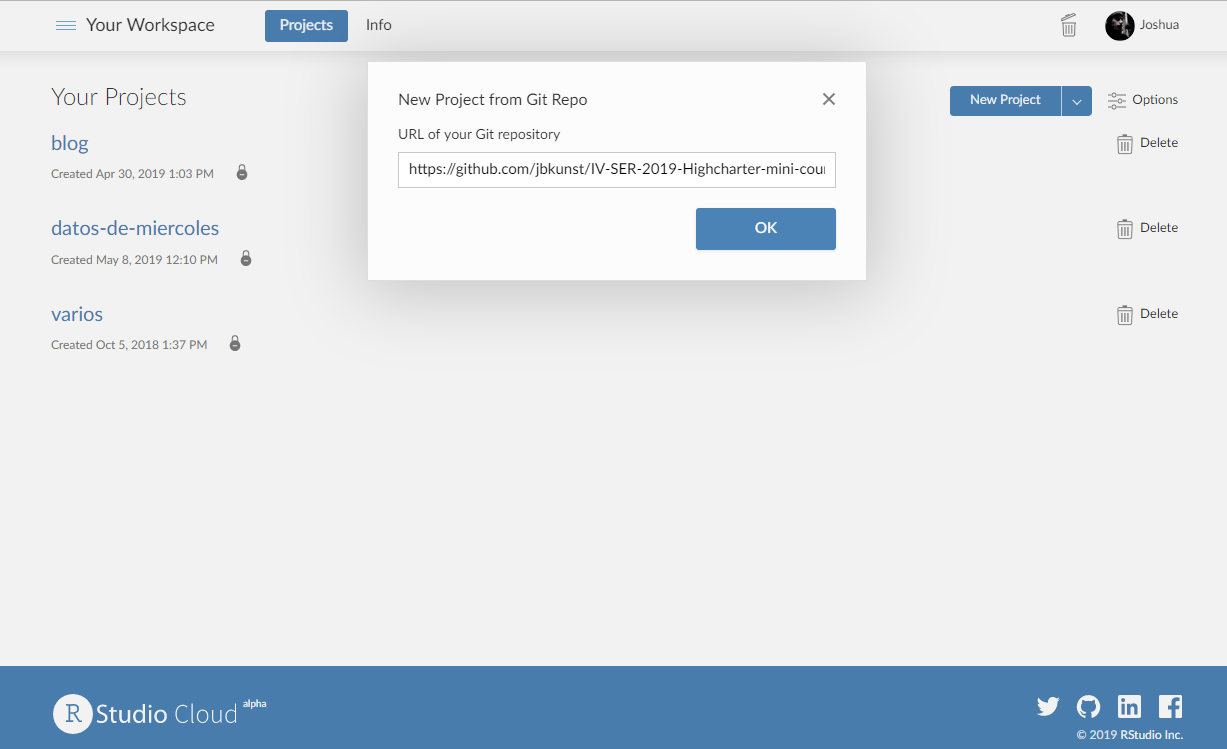 Your Workspace Projects Info Joshua
Your Projects
New Project Options
New Project from Git Repo
URL of your Git repository
https://github.com/jbkunst/IV-SER-2019-Highcharter-mini-cou
OK
blog
Created Apr 30, 2019 1:03 PM
Delete
datos-de-miercoles
Created May 8, 2019 12:10 PM
Delete
varios
Created Oct 5, 2018 1:37 PM
Delete
R Studio Cloud alpha
© 2019 RStudio Inc.